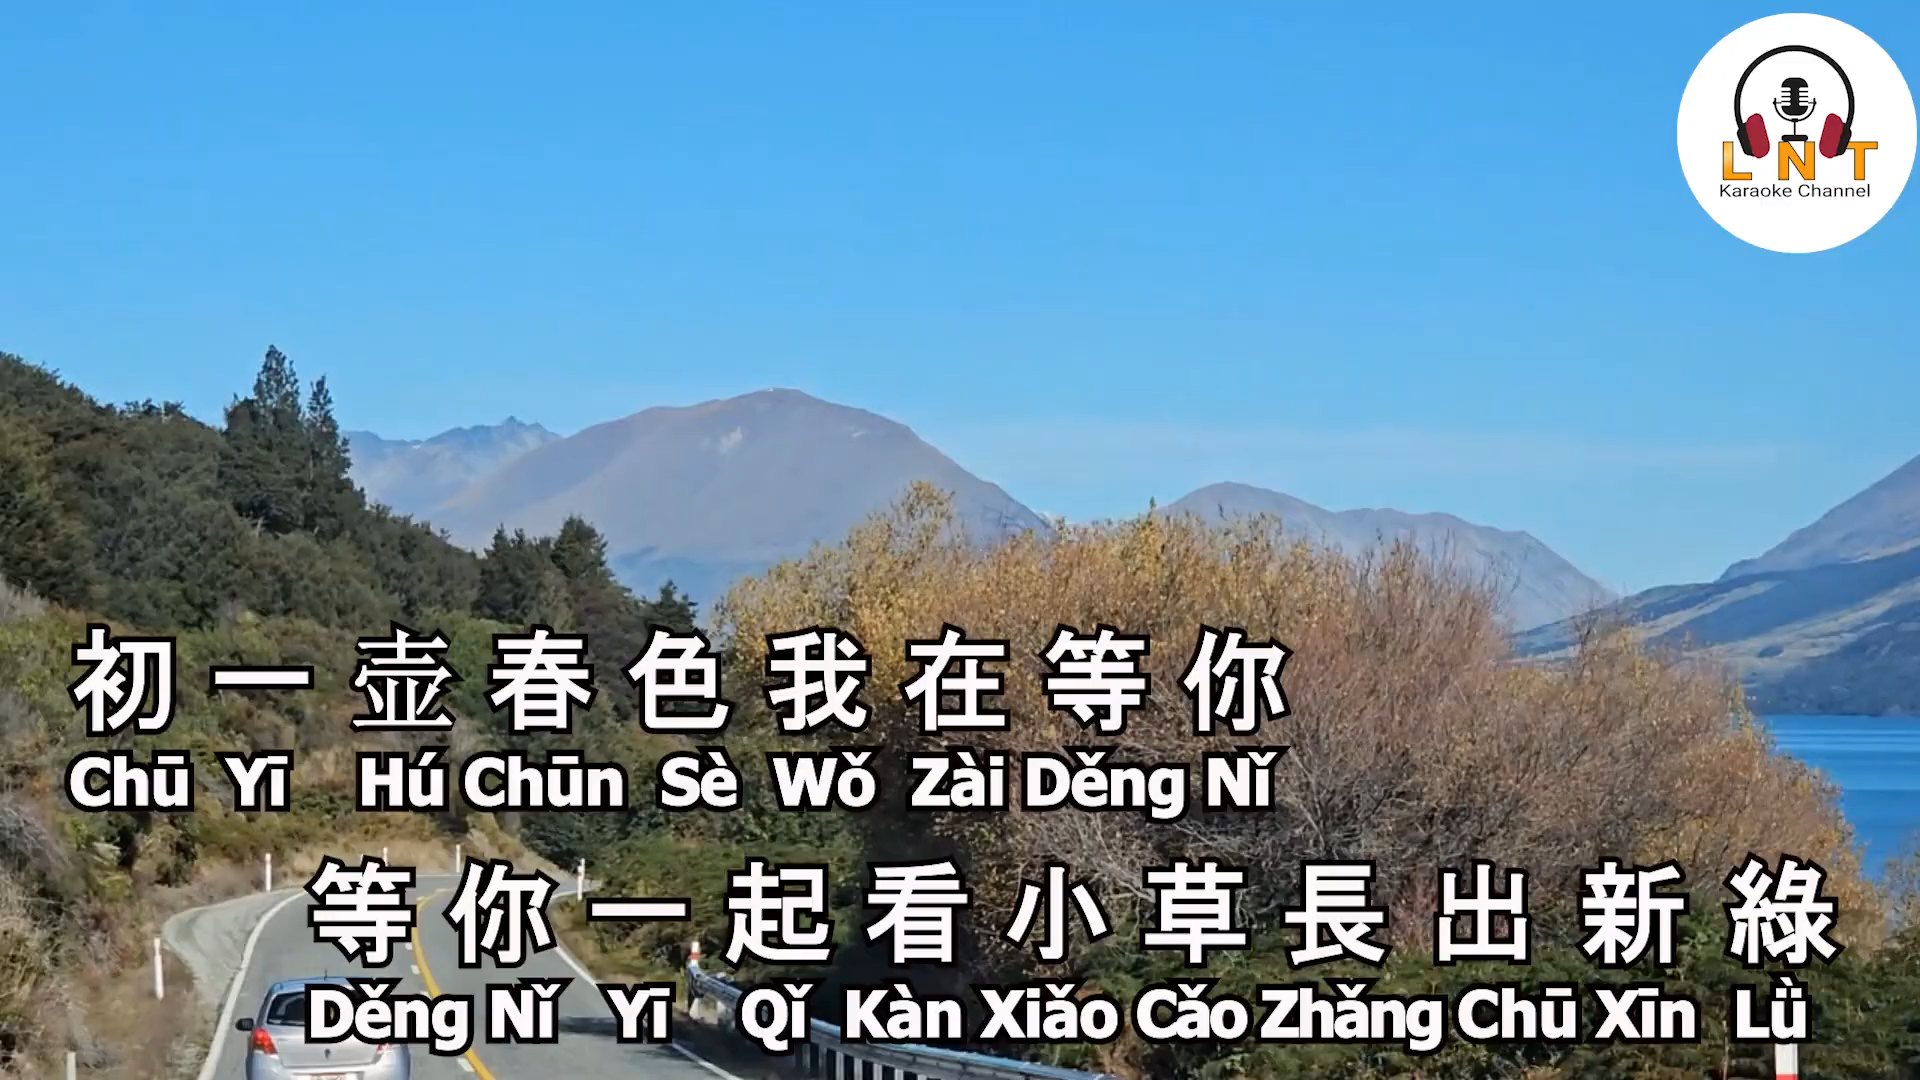 L N T
Karaoke Channel
初一壶春色我在等你
Chū Yī Hú Chūn Sè Wǒ Zài Děng Nǐ
等你一起看小草長出新綠
Děng Nǐ Yī Qǐ Kàn Xiǎo Cǎo Zhǎng Chū Xīn Lǜ